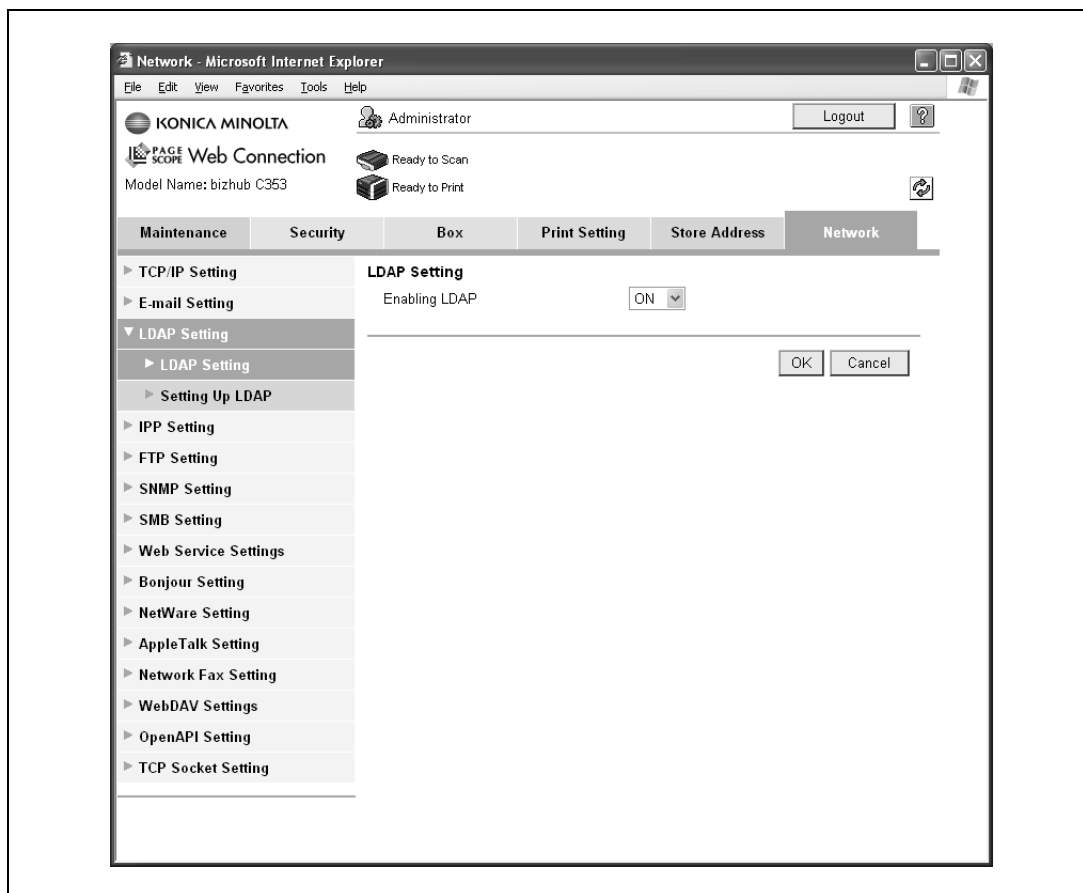 Network - Microsoft Internet Explorer
File Edit View Favorites Tools Help
KONICA MINOLTA
Administrator
Logout
?
PAGE SCOPE Web Connection
Ready to Scan
Model Name: bizhub C353
Ready to Print
Maintenance Security Box Print Setting Store Address Network
TCP/IP Setting
E-mail Setting
LDAP Setting
LDAP Setting
Setting Up LDAP
IPP Setting
FTP Setting
SNMP Setting
SMB Setting
Web Service Settings
Bonjour Setting
NetWare Setting
AppleTalk Setting
Network Fax Setting
WebDAV Settings
OpenAPI Setting
TCP Socket Setting
LDAP Setting
Enabling LDAP ON
OK Cancel